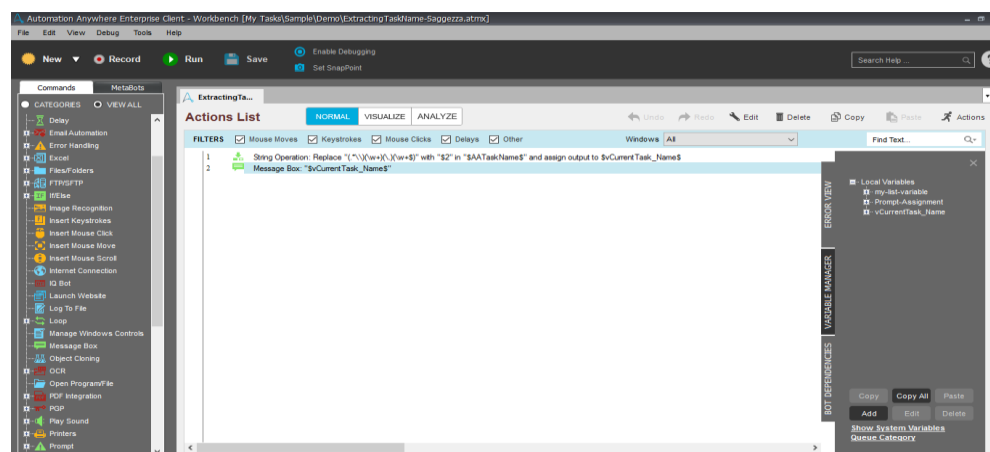 Automation Anywhere Enterprise Client - Workbench [My Tasks\Sample\Demo\ExtractingTaskName-Saggezza.atmx]
File Edit View Debug Tools Help
New Record Run Save Enable Debugging
Set SnapPoint
Search Help ...
Commands MetaBots
CATEGORIES VIEW ALL
Delay
Email Automation
Error Handling
Excel
Files/Folders
FTP/SFTP
If/Else
Image Recognition
Insert Keystrokes
Insert Mouse Click
Insert Mouse Move
Insert Mouse Scroll
Internet Connection
IQ Bot
Launch Website
Log To File
Loop
Manage Windows Controls
Message Box
Object Cloning
OCR
Open Program/File
PDF Integration
PGP
Play Sound
Printers
Prompt
ExtractingTa...
Actions List NORMAL VISUALIZE ANALYZE Undo Redo Edit Delete Copy Paste Actions
FILTERS Mouse Moves Keystrokes Mouse Clicks Delays Other Windows All Find Text...
1 String Operation: Replace "(.*\\)(\w+)(\.)(\w+$)" with "$2" in "$AATaskName$" and assign output to $vCurrentTask_Name$
2 Message Box: "$vCurrentTask_Name$"
ERROR VIEW
VARIABLE MANAGER
BOT DEPENDENCIES
Local Variables
my-list-variable
Prompt-Assignment
vCurrentTask_Name
Copy Copy All Paste
Add Edit Delete
Show System Variables
Queue Category